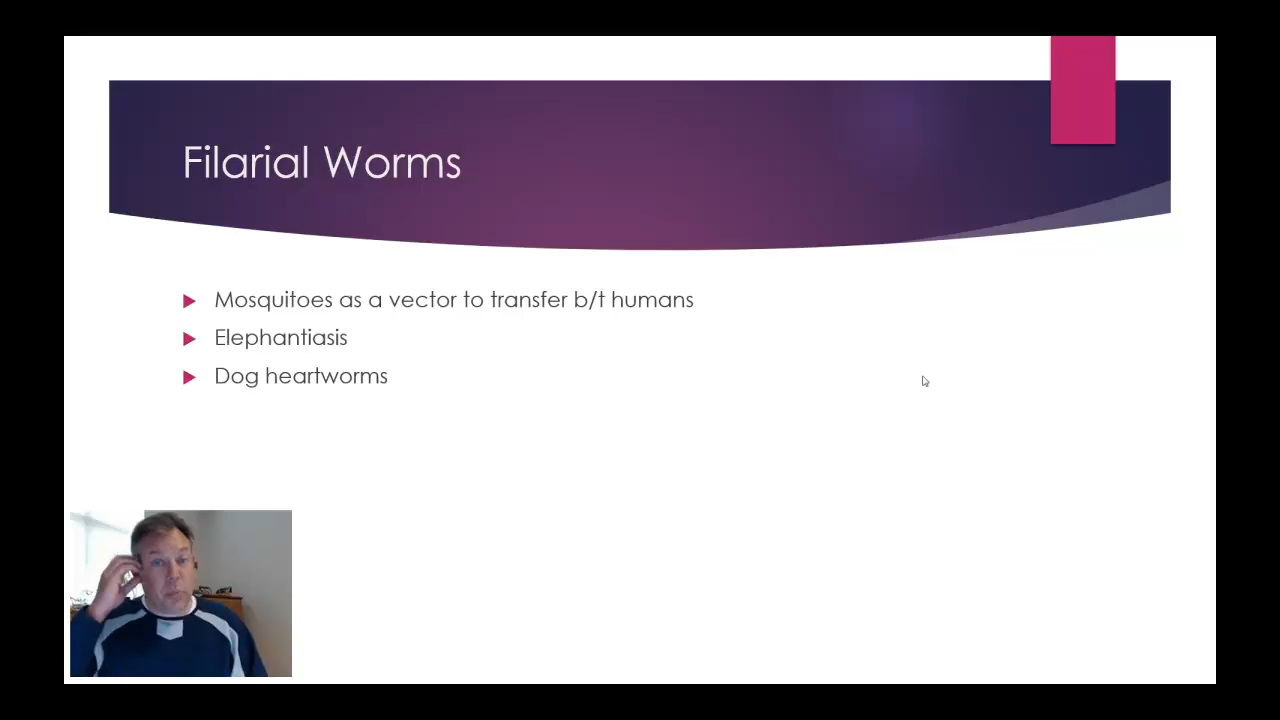 Filarial Worms
Mosquitoes as a vector to transfer b/t humans
Elephantiasis
Dog heartworms